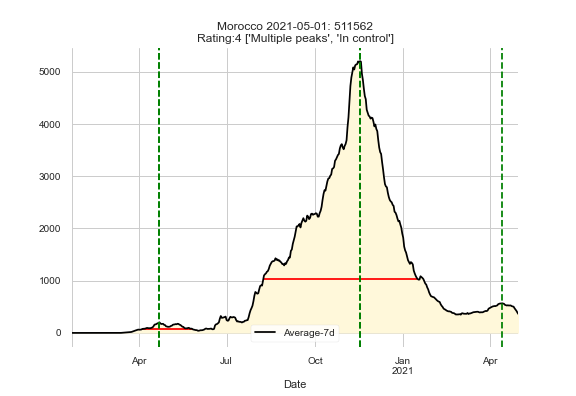 Morocco 2021-05-01: 511562
Rating:4 ['Multiple peaks', 'In control']
5000
4000
3000
2000
1000
0
Average-7d
Apr Jul Oct Jan Apr
2021
Date